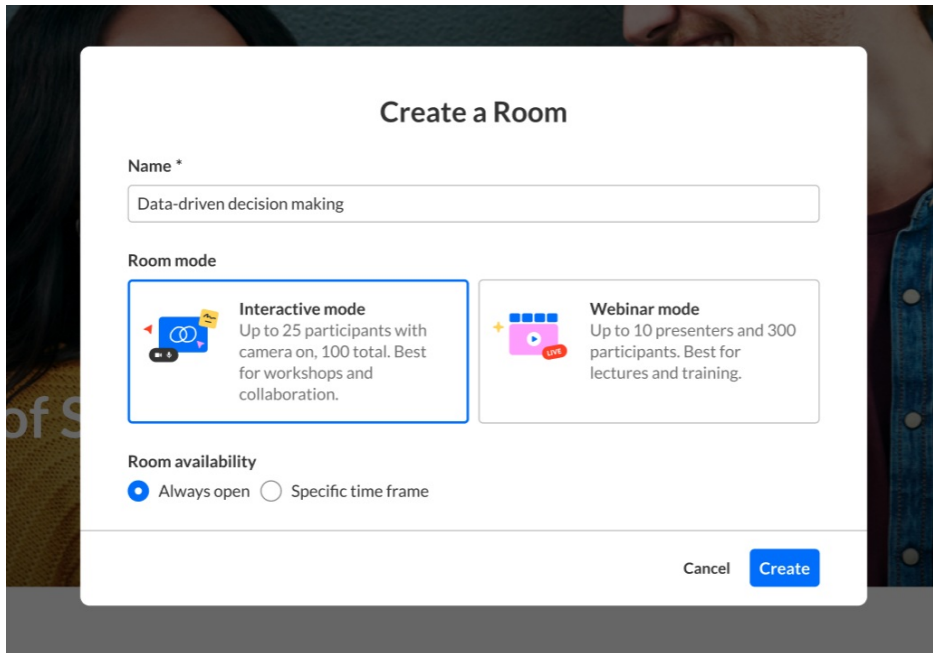 Create a Room
Name *
Data-driven decision making
Room mode
Interactive mode
Up to 25 participants with
camera on, 100 total. Best
for workshops and
collaboration.
Webinar mode
Up to 10 presenters and 300
participants. Best for
lectures and training.
LIVE
Room availability
Always open
Specific time frame
of S
Cancel
Create